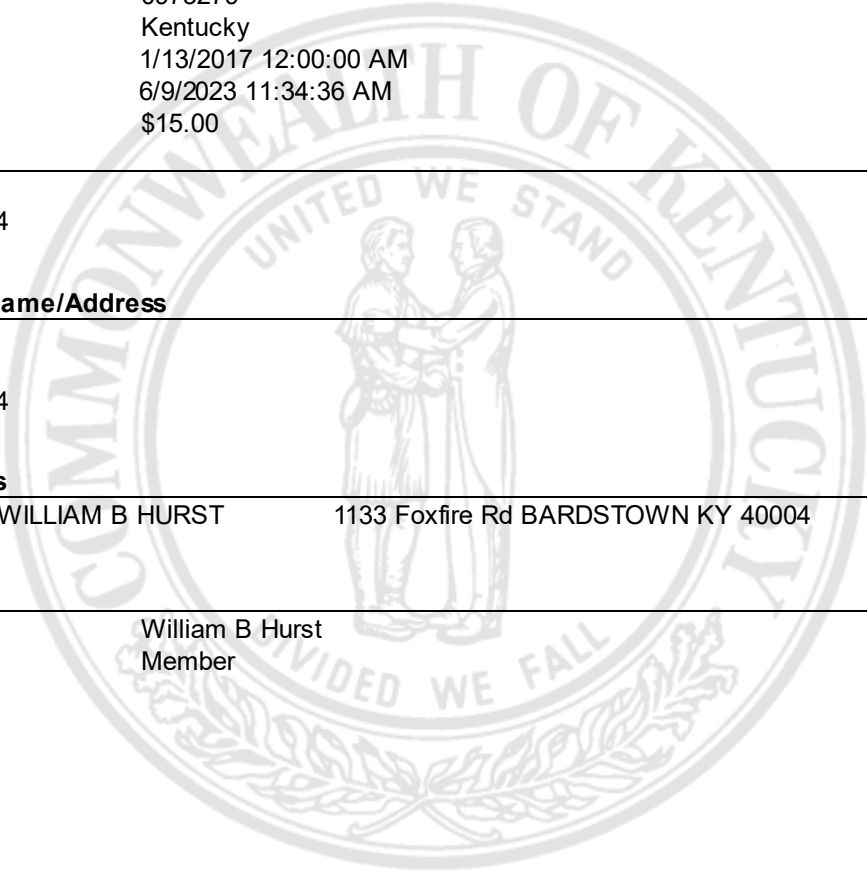 Kentucky
1/13/2017 12:00:00 AM
6/9/2023 11:34:36 AM
$15.00
4
ame/Address
4
s
WILLIAM B HURST 1133 Foxfire Rd BARDSTOWN KY 40004
William B Hurst
Member
COMMONWEALTH OF KENTUCKY
UNITED WE STAND
DIVIDED WE FALL